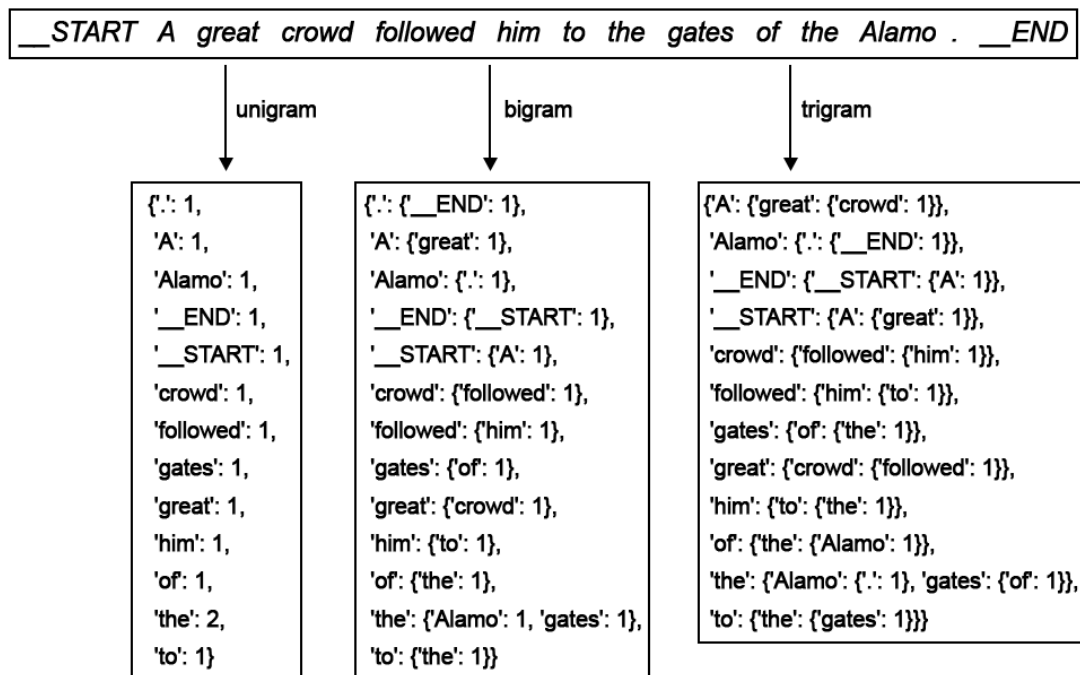 __START A great crowd followed him to the gates of the Alamo . __END
unigram
bigram
trigram
{'.': 1,
'A': 1,
'Alamo': 1,
'__END': 1,
'__START': 1,
'crowd': 1,
'followed': 1,
'gates': 1,
'great': 1,
'him': 1,
'of': 1,
'the': 2,
'to': 1}
{'.': {'__END': 1},
'A': {'great': 1},
'Alamo': {'.': 1},
'__END': {'__START': 1},
'__START': {'A': 1},
'crowd': {'followed': 1},
'followed': {'him': 1},
'gates': {'of': 1},
'great': {'crowd': 1},
'him': {'to': 1},
'of': {'the': 1},
'the': {'Alamo': 1, 'gates': 1},
'to': {'the': 1}}
{'A': {'great': {'crowd': 1}},
'Alamo': {'.': {'__END': 1}},
'__END': {'__START': {'A': 1}},
'__START': {'A': {'great': 1}},
'crowd': {'followed': {'him': 1}},
'followed': {'him': {'to': 1}},
'gates': {'of': {'the': 1}},
'great': {'crowd': {'followed': 1}},
'him': {'to': {'the': 1}},
'of': {'the': {'Alamo': 1}},
'the': {'Alamo': {'.': 1}, 'gates': {'of': 1}},
'to': {'the': {'gates': 1}}}